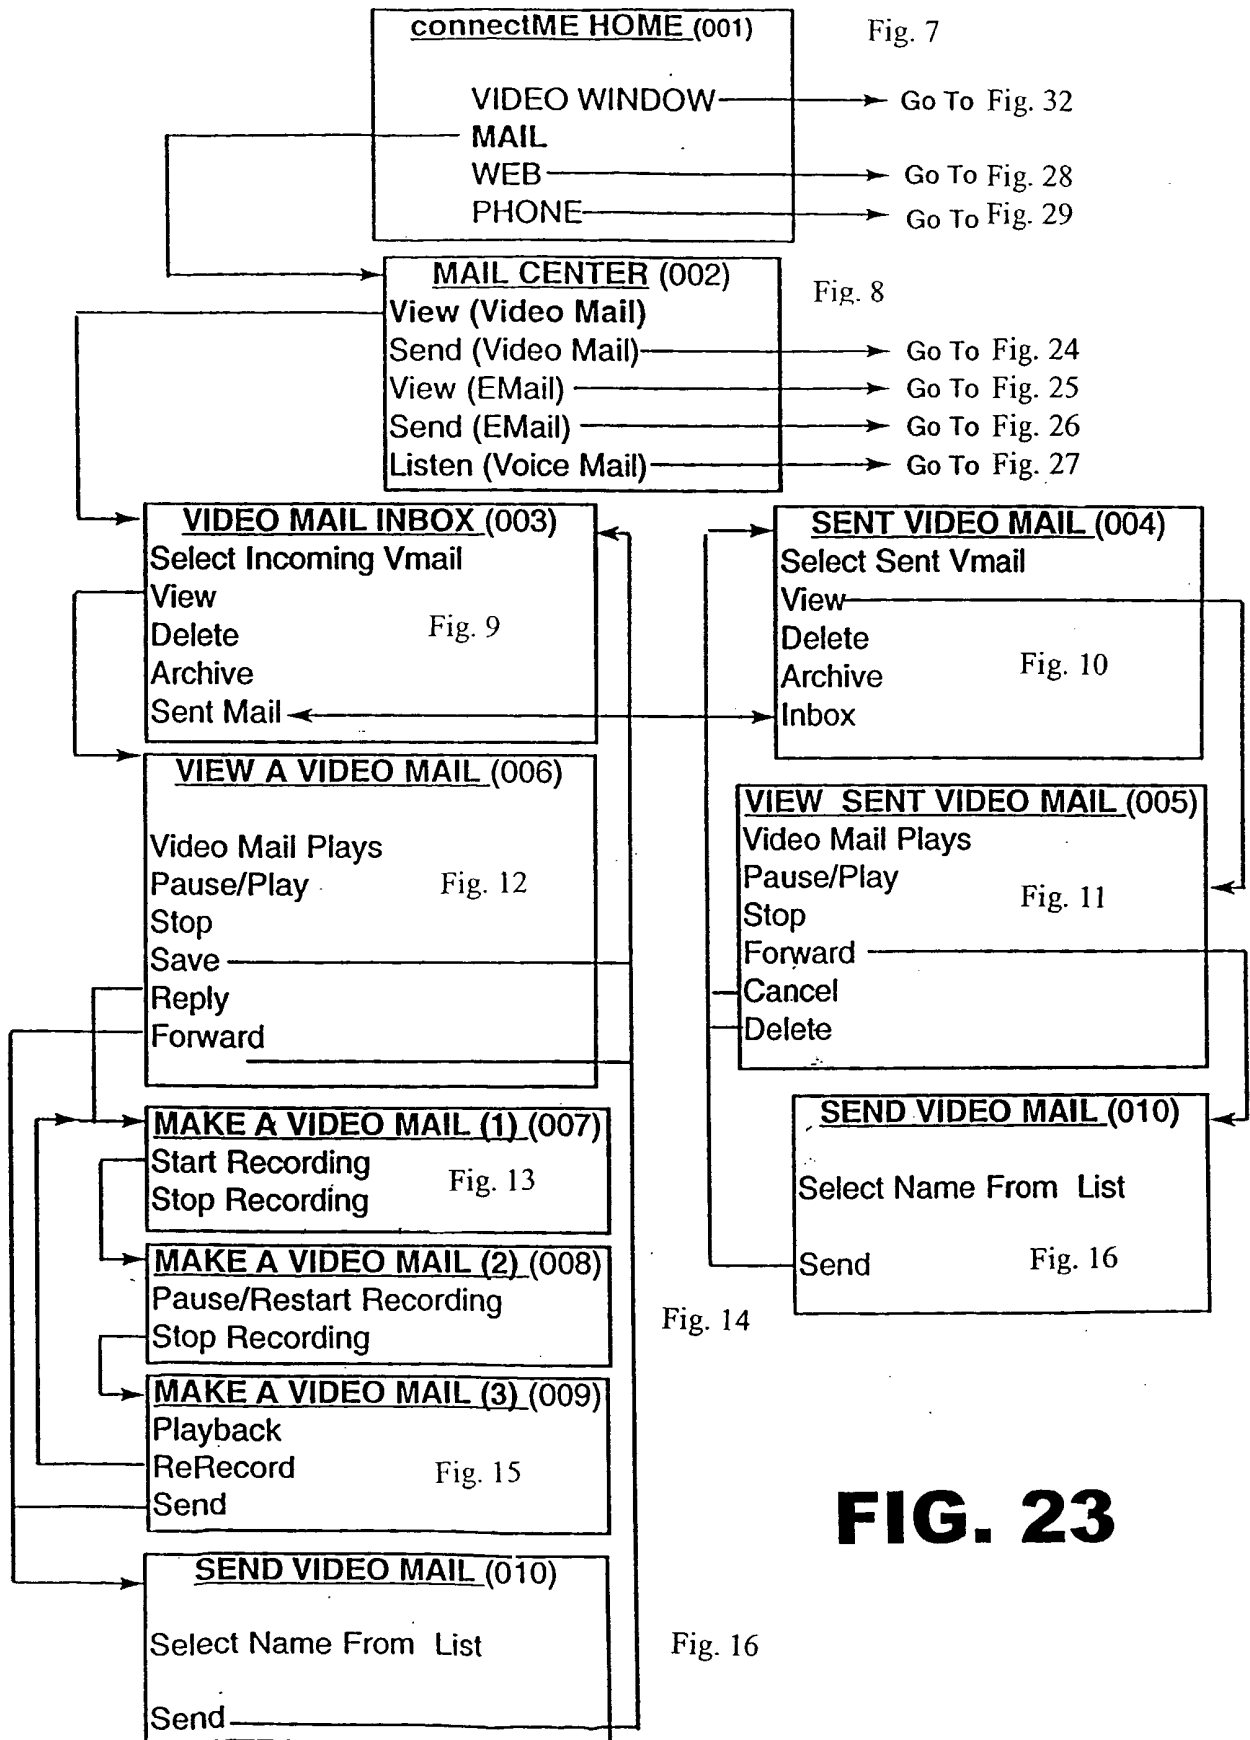 connectME HOME (001)
Fig. 7
VIDEO WINDOW
Go To Fig. 32
MAIL
WEB
Go To Fig. 28
PHONE
Go To Fig. 29
MAIL CENTER (002)
Fig. 8
View (Video Mail)
Send (Video Mail)
Go To Fig. 24
View (EMail)
Go To Fig. 25
Send (EMail)
Go To Fig. 26
Listen (Voice Mail)
Go To Fig. 27
VIDEO MAIL INBOX (003)
Select Incoming Vmail
View
Fig. 9
Delete
Archive
Sent Mail
SENT VIDEO MAIL (004)
Select Sent Vmail
View
Delete
Fig. 10
Archive
Inbox
VIEW A VIDEO MAIL (006)
Video Mail Plays
Pause/Play
Fig. 12
Stop
Save
Reply
Forward
VIEW SENT VIDEO MAIL (005)
Video Mail Plays
Pause/Play
Fig. 11
Stop
Forward
Cancel
Delete
MAKE A VIDEO MAIL (1) (007)
Start Recording
Fig. 13
Stop Recording
SEND VIDEO MAIL (010)
Select Name From List
Send
Fig. 16
MAKE A VIDEO MAIL (2) (008)
Pause/Restart Recording
Fig. 14
Stop Recording
MAKE A VIDEO MAIL (3) (009)
Playback
ReRecord
Fig. 15
Send
FIG. 23
SEND VIDEO MAIL (010)
Select Name From List
Fig. 16
Send